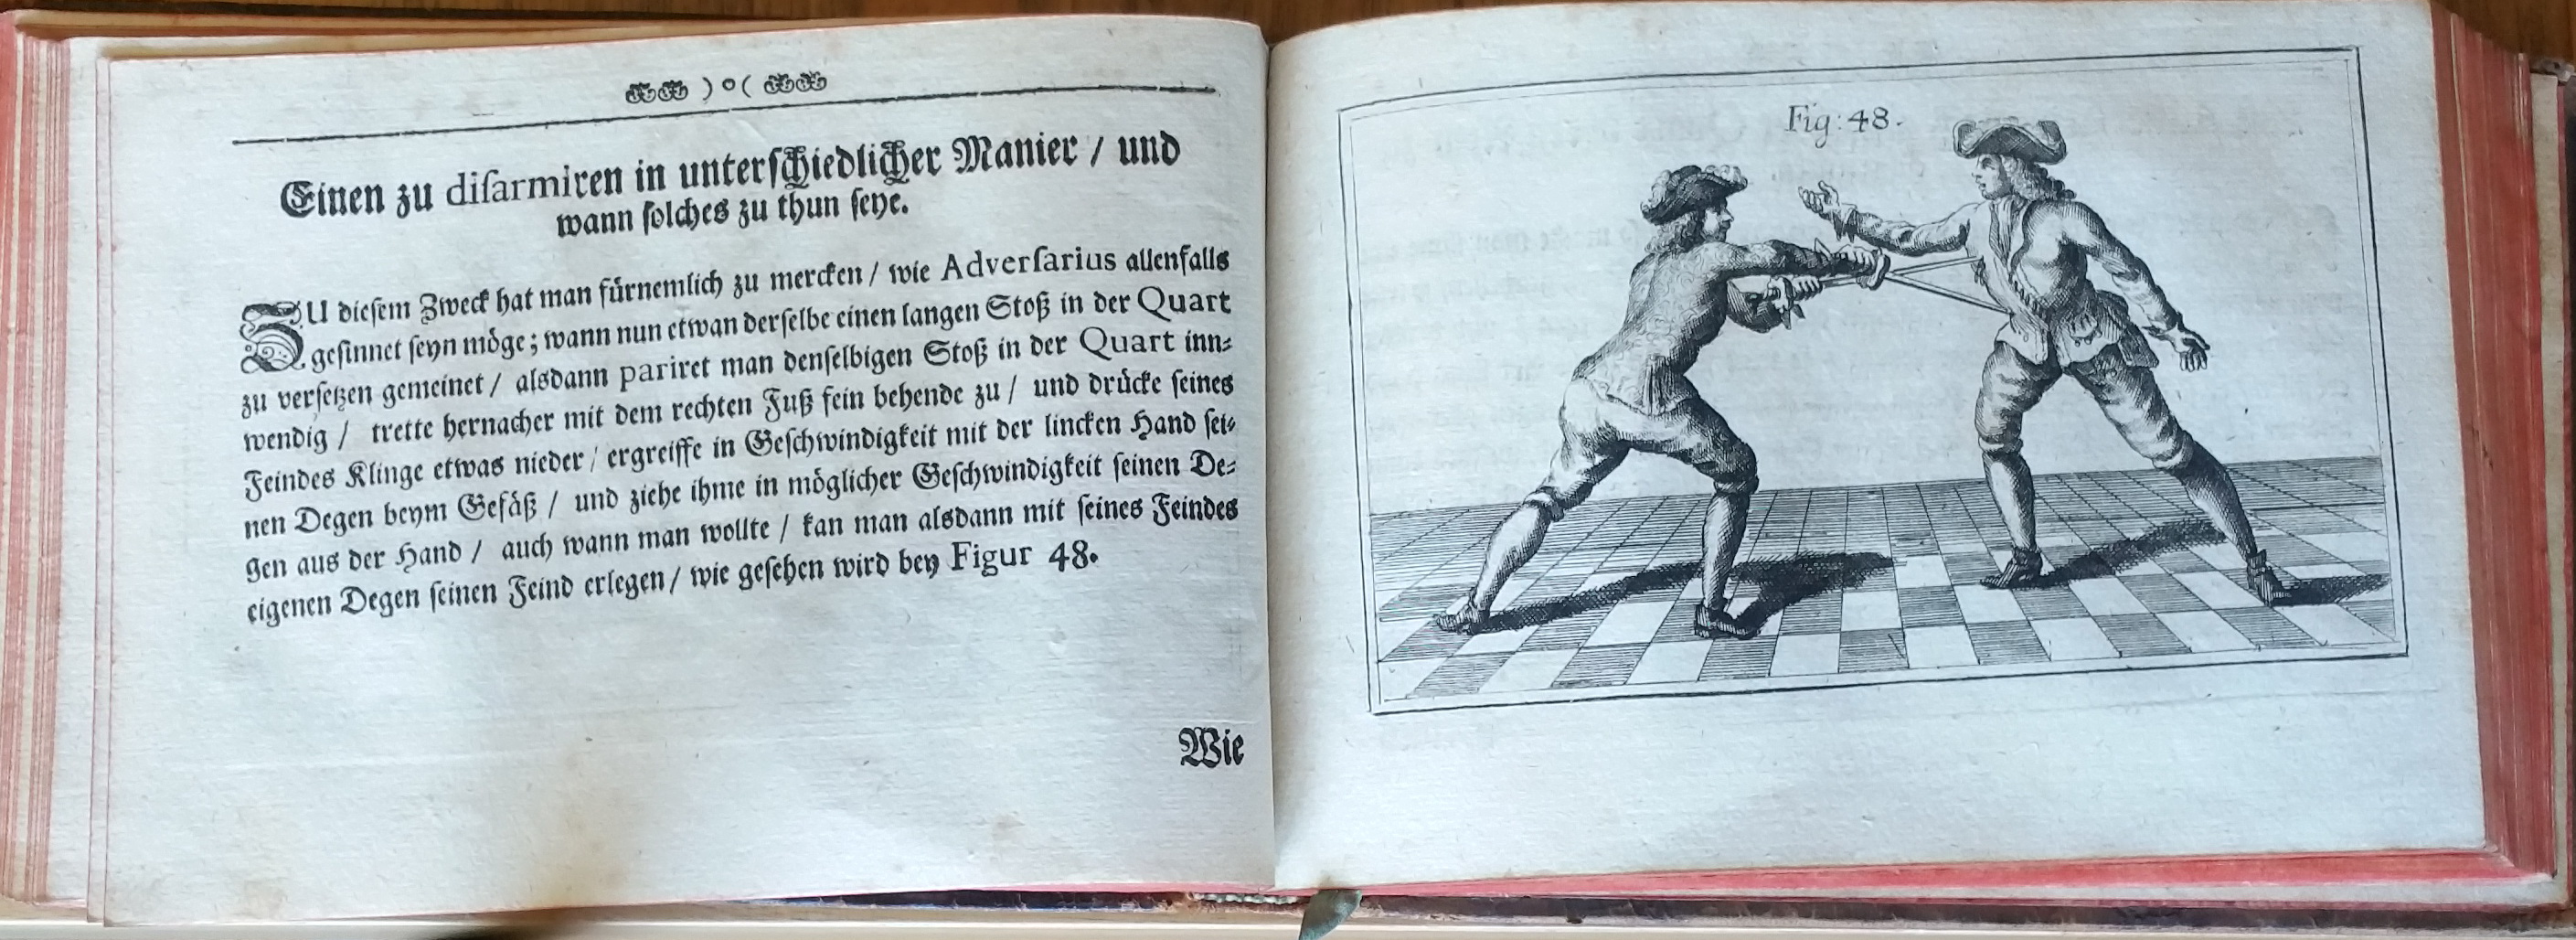 Einen zu diſarmiren in unterſchiedlicher Manier / und
wann ſolches zu thun ſeye.
ZU dieſem Zweck hat man fürnemlich zu mercken / wie Adverſarius allenfalls
geſinnet ſeyn möge; wann nun etwan derſelbe einen langen Stoß in der Quart
zu verſetzen gemeinet / alsdann pariret man denſelbigen Stoß in der Quart inn⸗
wendig / trette hernacher mit dem rechten Fuß fein behende zu / und drücke ſeines
Feindes Klinge etwas nieder / ergreiffe in Geſchwindigkeit mit der lincken Hand ſei⸗
nen Degen beym Gefäß / und ziehe ihme in möglicher Geſchwindigkeit ſeinen De⸗
gen aus der Hand / auch wann man wollte / kan man alsdann mit ſeines Feindes
eigenen Degen ſeinen Feind erlegen / wie geſehen wird bey Figur 48.
Wie
Fig: 48.